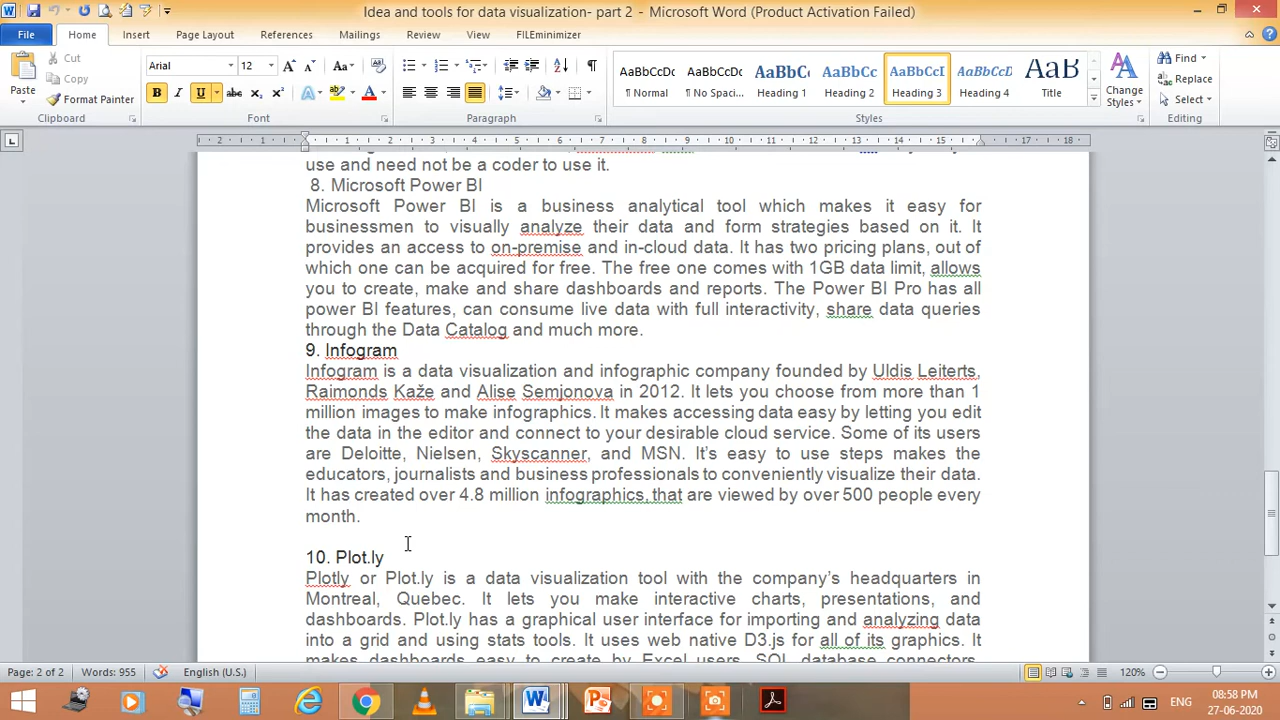 Idea and tools for data visualization- part 2 - Microsoft Word (Product Activation Failed)
File Home Insert Page Layout References Mailings Review View FILEminimizer
Paste
Cut
Copy
Format Painter
Clipboard
Arial 12
Font
Paragraph
AaBbCcDc AaBbCcDc AaBbCc AaBbCc AaBbCcI AaBbCcI AaB
¶ Normal ¶ No Spaci... Heading 1 Heading 2 Heading 3 Heading 4 Title
Change Styles
Styles
Find
Replace
Select
Editing
use and need not be a coder to use it.
8. Microsoft Power BI
Microsoft Power BI is a business analytical tool which makes it easy for
businessmen to visually analyze their data and form strategies based on it. It
provides an access to on-premise and in-cloud data. It has two pricing plans, out of
which one can be acquired for free. The free one comes with 1GB data limit, allows
you to create, make and share dashboards and reports. The Power BI Pro has all
power BI features, can consume live data with full interactivity, share data queries
through the Data Catalog and much more.
9. Infogram
Infogram is a data visualization and infographic company founded by Uldis Leiterts,
Raimonds Kaže and Alise Semjonova in 2012. It lets you choose from more than 1
million images to make infographics. It makes accessing data easy by letting you edit
the data in the editor and connect to your desirable cloud service. Some of its users
are Deloitte, Nielsen, Skyscanner, and MSN. It's easy to use steps makes the
educators, journalists and business professionals to conveniently visualize their data.
It has created over 4.8 million infographics, that are viewed by over 500 people every
month.
10. Plot.ly
Plotly or Plot.ly is a data visualization tool with the company's headquarters in
Montreal, Quebec. It lets you make interactive charts, presentations, and
dashboards. Plot.ly has a graphical user interface for importing and analyzing data
into a grid and using stats tools. It uses web native D3.js for all of its graphics. It
makes dashboards easy to create by Excel users, SQL database connectors,
Page: 2 of 2 Words: 955 English (U.S.) 120%
ENG 08:58 PM
27-06-2020